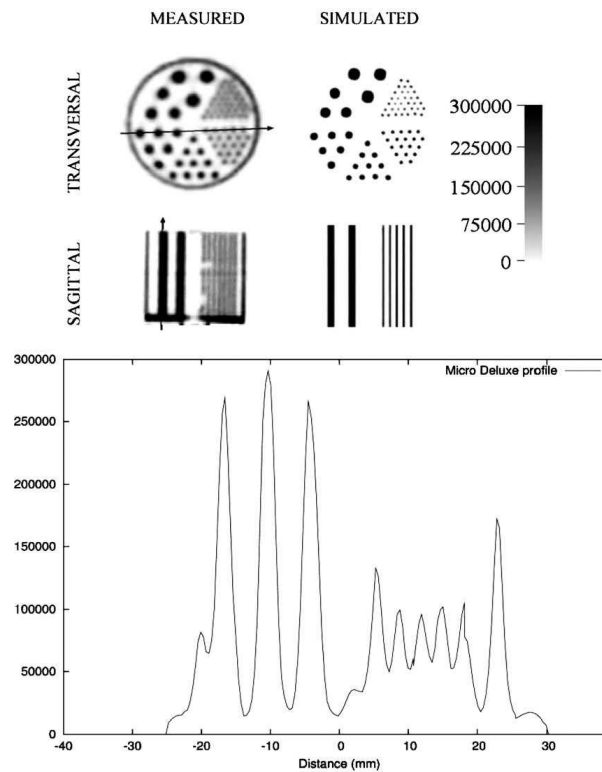 MEASURED SIMULATED
TRANSVERSAL
SAGITTAL
300000
225000
150000
75000
0
Micro Deluxe profile
300000
250000
200000
150000
100000
50000
0
-40 -30 -20 -10 0 10 20 30
Distance (mm)